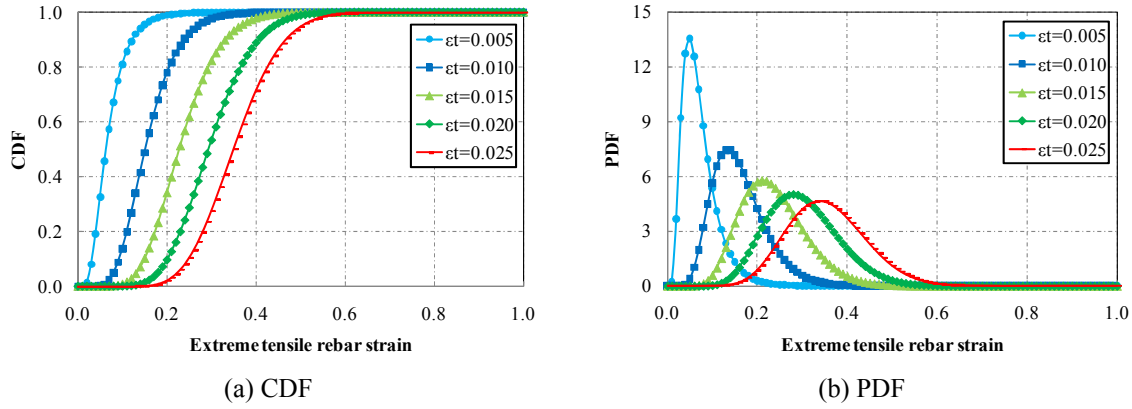 1.0
0.8
0.6
0.4
0.2
0.0
CDF
εt=0.005
εt=0.010
εt=0.015
εt=0.020
εt=0.025
0.0 0.2 0.4 0.6 0.8 1.0
Extreme tensile rebar strain
(a) CDF
15
12
9
6
3
0
PDF
εt=0.005
εt=0.010
εt=0.015
εt=0.020
εt=0.025
0.0 0.2 0.4 0.6 0.8 1.0
Extreme tensile rebar strain
(b) PDF